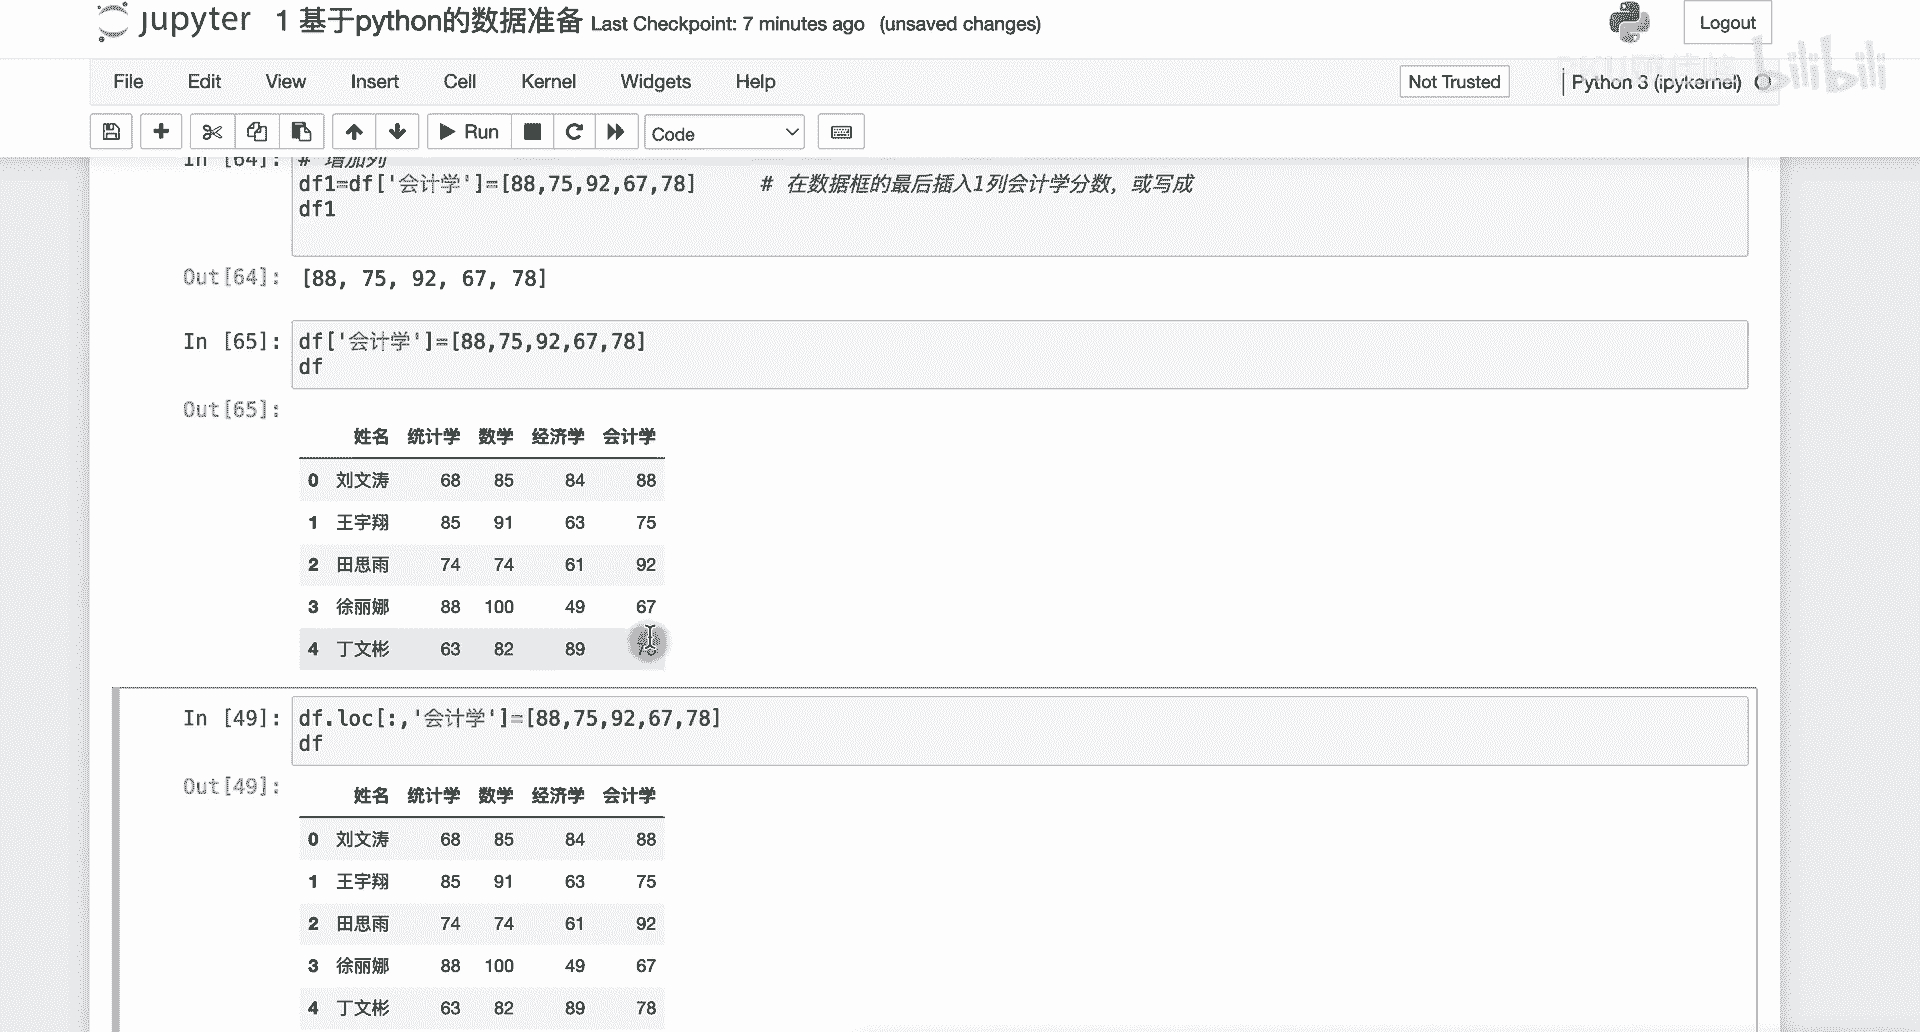 jupyter 1 基于python的数据准备 Last Checkpoint: 7 minutes ago (unsaved changes)
Logout
bilibili
File Edit View Insert Cell Kernel Widgets Help
Not Trusted
Python 3 (ipykernel)
Run
Code
In [64]: # 增加列
df1=df['会计学']=[88,75,92,67,78] # 在数据框的最后插入1列会计学分数，或写成
df1
Out[64]: [88, 75, 92, 67, 78]
In [65]: df['会计学']=[88,75,92,67,78]
df
Out[65]:
姓名 统计学 数学 经济学 会计学
0 刘文涛 68 85 84 88
1 王宇翔 85 91 63 75
2 田思雨 74 74 61 92
3 徐丽娜 88 100 49 67
4 丁文彬 63 82 89 78
In [49]: df.loc[:,'会计学']=[88,75,92,67,78]
df
Out[49]:
姓名 统计学 数学 经济学 会计学
0 刘文涛 68 85 84 88
1 王宇翔 85 91 63 75
2 田思雨 74 74 61 92
3 徐丽娜 88 100 49 67
4 丁文彬 63 82 89 78